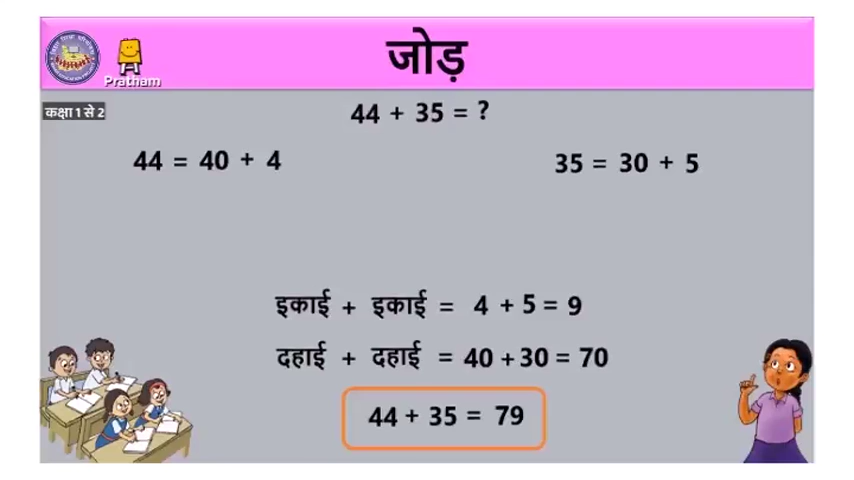 जोड़
Pratham
कक्षा 1 से 2
44 + 35 = ?
44 = 40 + 4
35 = 30 + 5
इकाई + इकाई = 4 + 5 = 9
दहाई + दहाई = 40 + 30 = 70
44 + 35 = 79